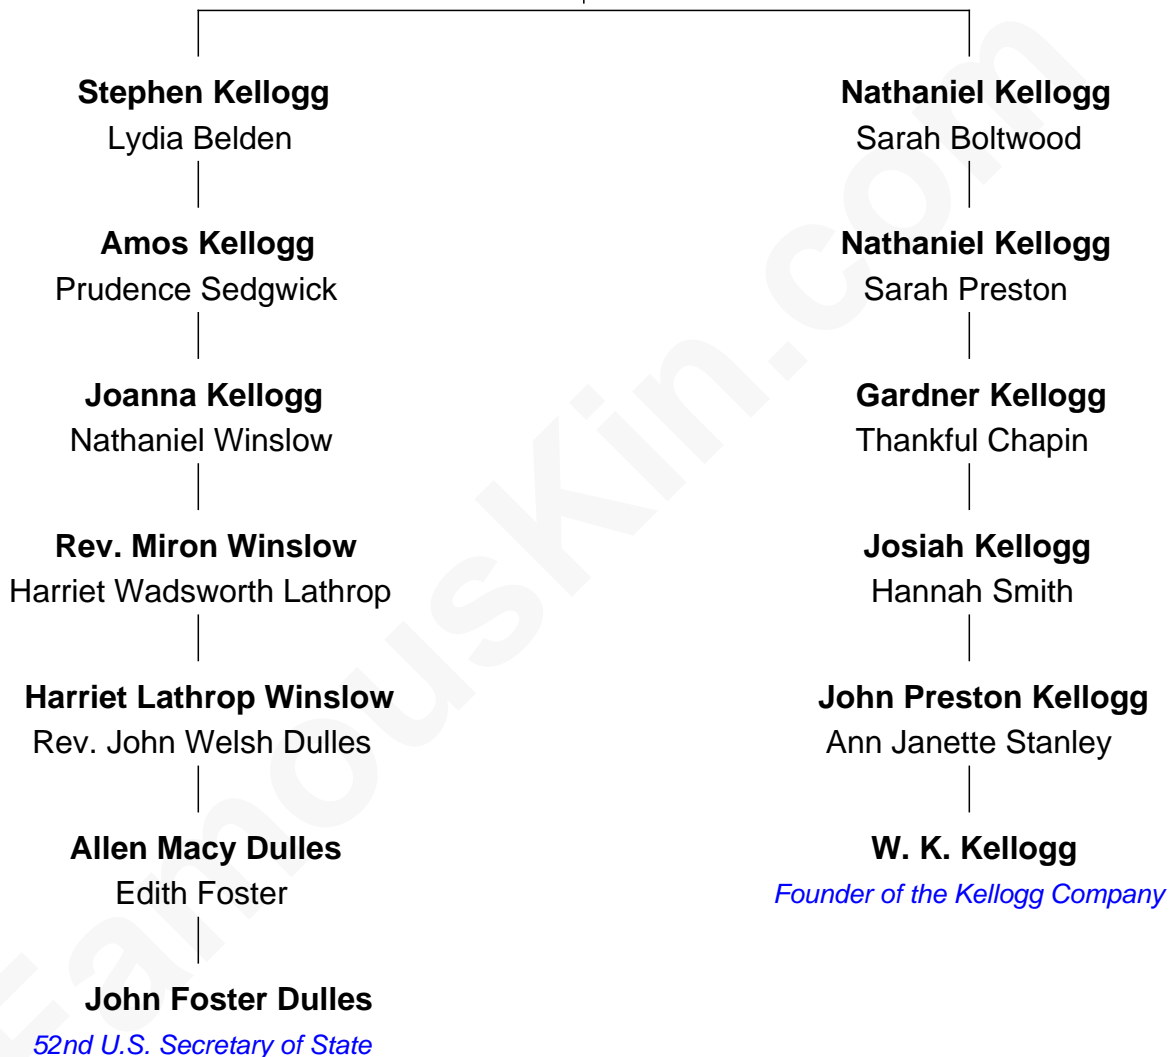 Stephen Kellogg
Lydia Belden
Amos Kellogg
Prudence Sedgwick
Joanna Kellogg
Nathaniel Winslow
Rev. Miron Winslow
Harriet Wadsworth Lathrop
Harriet Lathrop Winslow
Rev. John Welsh Dulles
Allen Macy Dulles
Edith Foster
John Foster Dulles
52nd U.S. Secretary of State
Nathaniel Kellogg
Sarah Boltwood
Nathaniel Kellogg
Sarah Preston
Gardner Kellogg
Thankful Chapin
Josiah Kellogg
Hannah Smith
John Preston Kellogg
Ann Janette Stanley
W. K. Kellogg
Founder of the Kellogg Company
FamousKin.com